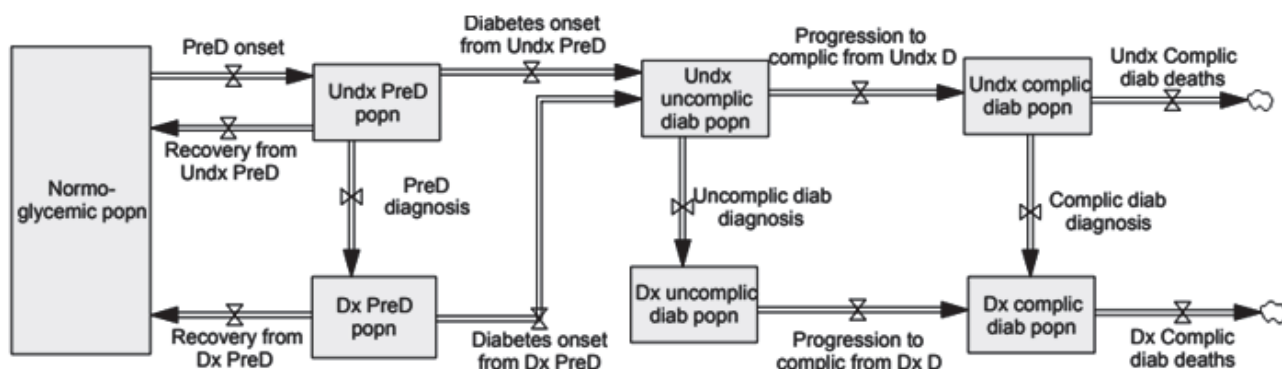 PreD onset
Diabetes onset
from Undx PreD
Progression to
complic from Undx D
Undx Complic
diab deaths
Undx PreD
popn
Undx
uncomplic
diab popn
Undx complic
diab popn
Recovery from
Undx PreD
Normo-
glycemic popn
PreD
diagnosis
Uncomplic diab
diagnosis
Complic diab
diagnosis
Dx PreD
popn
Dx uncomplic
diab popn
Dx complic
diab popn
Recovery from
Dx PreD
Diabetes onset
from Dx PreD
Progression to
complic from Dx D
Dx Complic
diab deaths